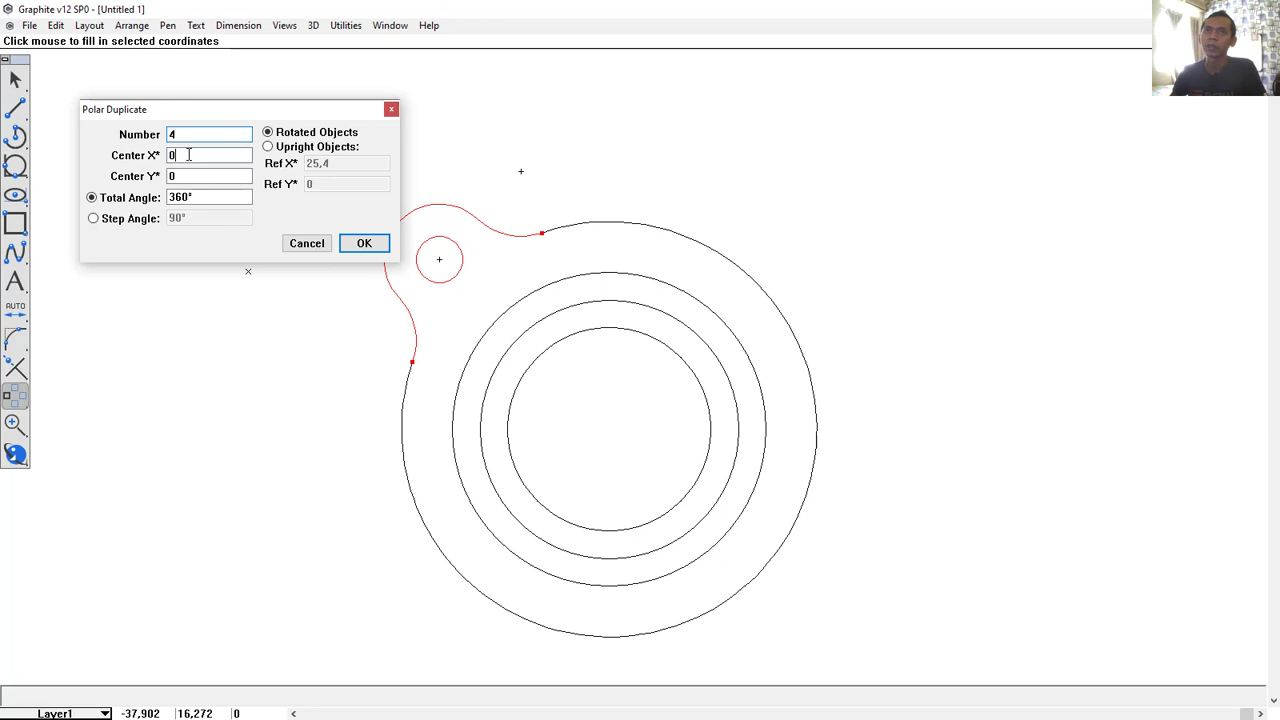 Graphite v12 SP0 - [Untitled 1]
File Edit Layout Arrange Pen Text Dimension Views 3D Utilities Window Help
Click mouse to fill in selected coordinates
Polar Duplicate
Number 4
Center X* 0
Center Y* 0
Total Angle: 360°
Step Angle: 90°
Rotated Objects
Upright Objects:
Ref X* 25,4
Ref Y* 0
Cancel OK
A
AUTO
Layer1 -37,902 16,272 0